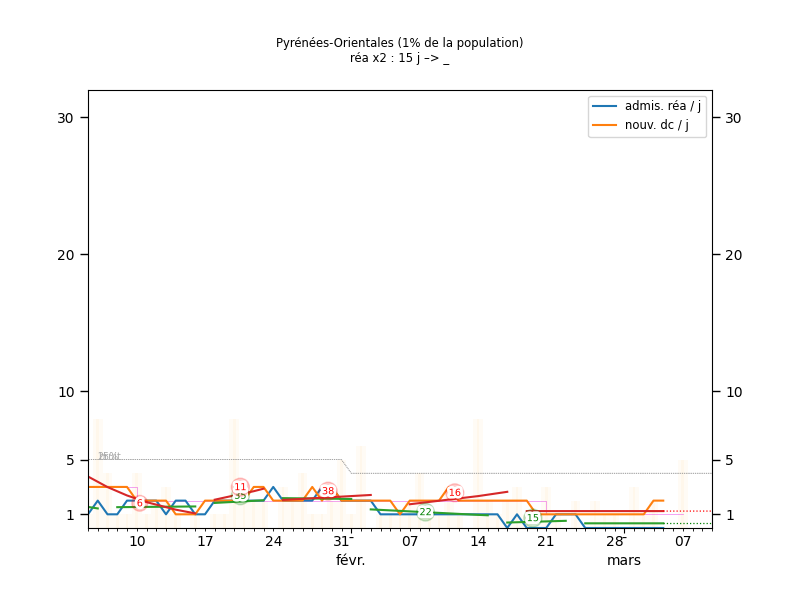 Pyrénées-Orientales (1% de la population)
réa x2 : 15 j –> _
admis. réa / j
nouv. dc / j
30 30
20 20
10 10
5 5
1 1
6
11
35
38
22
16
15
10 17 24 31 07 14 21 28 07
févr. mars